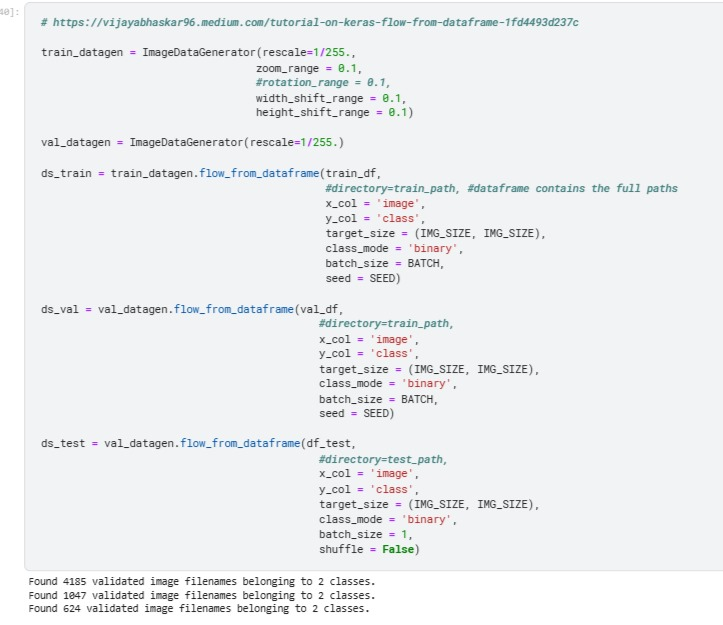 40]:
# https://vijayabhaskar96.medium.com/tutorial-on-keras-flow-from-dataframe-1fd4493d237c
train_datagen = ImageDataGenerator(rescale=1/255.,
zoom_range = 0.1,
#rotation_range = 0.1,
width_shift_range = 0.1,
height_shift_range = 0.1)
val_datagen = ImageDataGenerator(rescale=1/255.)
ds_train = train_datagen.flow_from_dataframe(train_df,
#directory=train_path, #dataframe contains the full paths
x_col = 'image',
y_col = 'class',
target_size = (IMG_SIZE, IMG_SIZE),
class_mode = 'binary',
batch_size = BATCH,
seed = SEED)
ds_val = val_datagen.flow_from_dataframe(val_df,
#directory=train_path,
x_col = 'image',
y_col = 'class',
target_size = (IMG_SIZE, IMG_SIZE),
class_mode = 'binary',
batch_size = BATCH,
seed = SEED)
ds_test = val_datagen.flow_from_dataframe(df_test,
#directory=test_path,
x_col = 'image',
y_col = 'class',
target_size = (IMG_SIZE, IMG_SIZE),
class_mode = 'binary',
batch_size = 1,
shuffle = False)
Found 4185 validated image filenames belonging to 2 classes.
Found 1047 validated image filenames belonging to 2 classes.
Found 624 validated image filenames belonging to 2 classes.